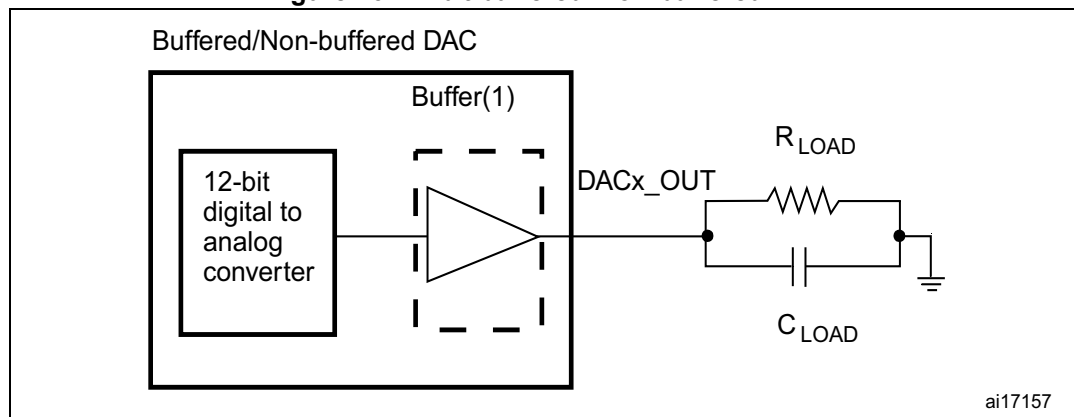 Buffered/Non-buffered DAC
Buffer(1)
12-bit
digital to
analog
converter
DACx_OUT
R LOAD
C LOAD
ai17157